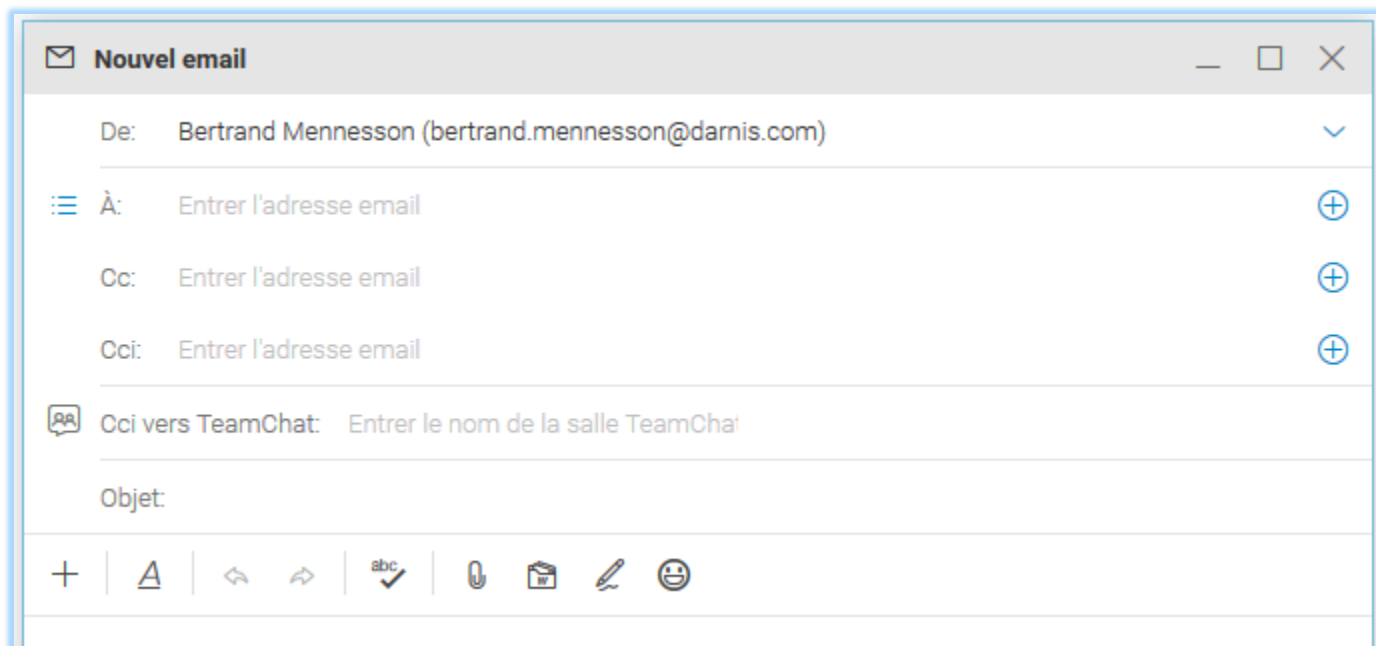 Nouvel email
De: Bertrand Mennesson (bertrand.mennesson@darnis.com)
À: Entrer l'adresse email
Cc: Entrer l'adresse email
Cci: Entrer l'adresse email
Cci vers TeamChat: Entrer le nom de la salle TeamChat
Objet:
A abc W